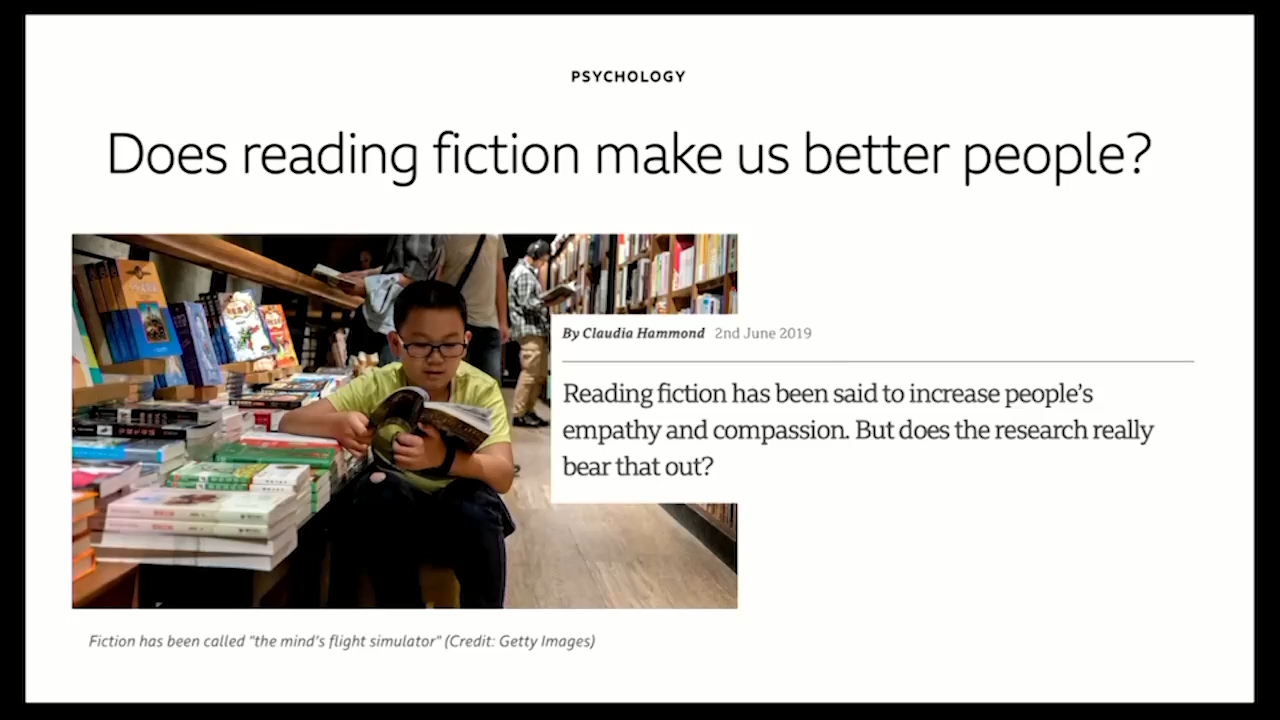 PSYCHOLOGY
Does reading fiction make us better people?
By Claudia Hammond 2nd June 2019
Reading fiction has been said to increase people's
empathy and compassion. But does the research really
bear that out?
Fiction has been called "the mind's flight simulator" (Credit: Getty Images)